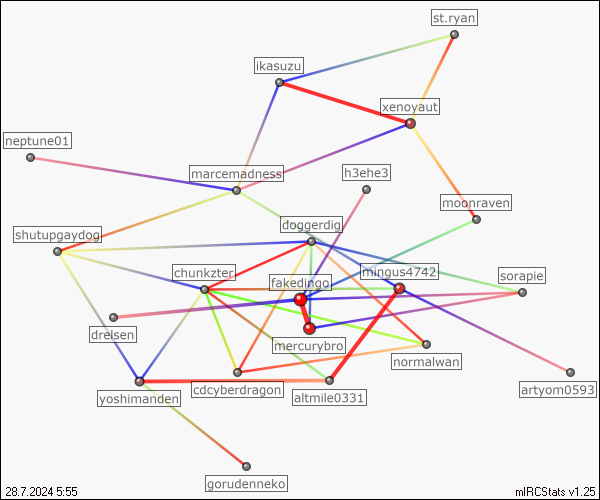 st.ryan
ikasuzu
xenoyaut
neptune01
marcemadness
h3ehe3
moonraven
doggerdig
shutupgaydog
chunkzter
mingus4742
fakedingo
sorapie
drelsen
mercurybro
normalwan
cdcyberdragon
artyom0593
yoshimanden
altmile0331
gorudenneko
28.7.2024 5:55
mIRCStats v1.25